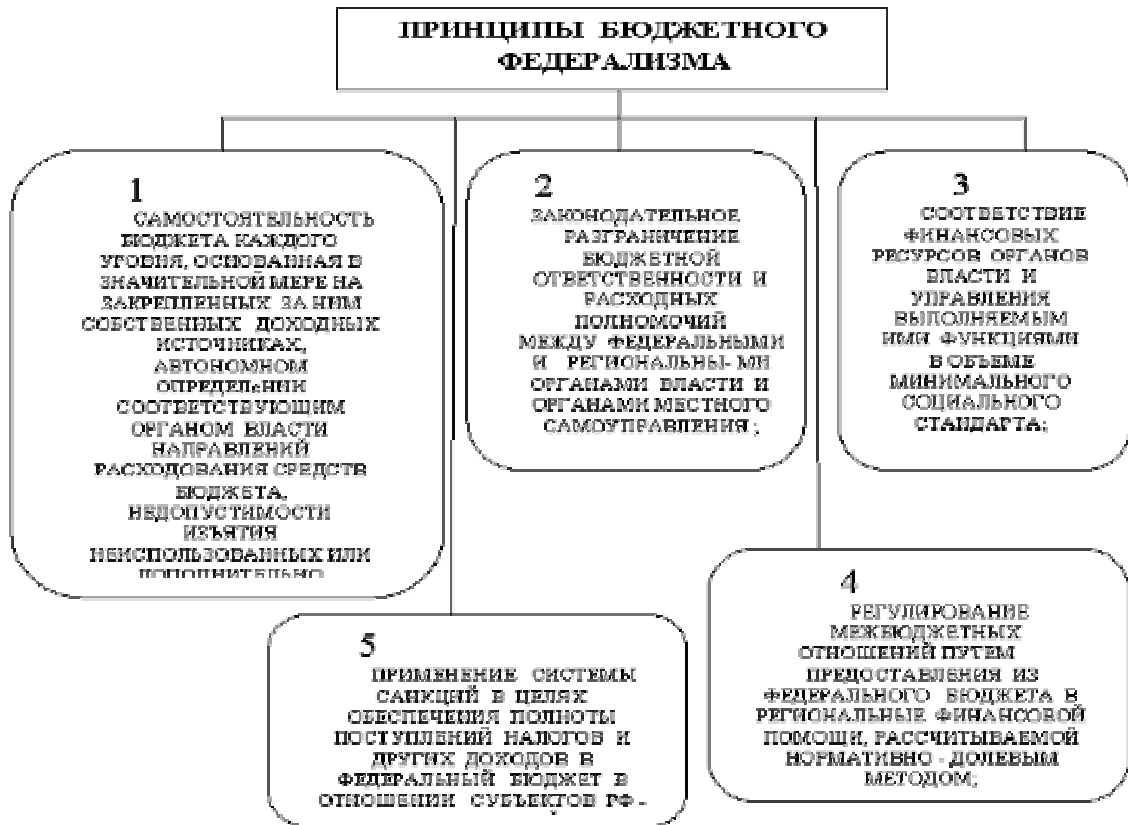 ПРИНЦИПЫ БЮДЖЕТНОГО
ФЕДЕРАЛИЗМА
1
САМОСТОЯТЕЛЬНОСТЬ
БЮДЖЕТА КАЖДОГО
УРОВНЯ, ОСНОВАННАЯ В
ЗНАЧИТЕЛЬНОЙ МЕРЕ НА
ЗАКРЕПЛЕННЫХ ЗА НИМ
СОБСТВЕННЫХ ДОХОДНЫХ
ИСТОЧНИКАХ,
АВТОНОМНОМ
ОПРЕДЕЛеНИИ
СООТВЕТСТВУЮЩИМ
ОРГАНОМ ВЛАСТИ
НАПРАВЛЕНИЙ
РАСХОДОВАНИЯ СРЕДСТВ
БЮДЖЕТА,
НЕДОПУСТИМОСТИ
ИЗЪЯТИЯ
НЕИСПОЛЬЗОВАННЫХ ИЛИ
ДОПОЛНИТЕЛЬНО
2
ЗАКОНОДАТЕЛЬНОЕ
РАЗГРАНИЧЕНИЕ
БЮДЖЕТНОЙ
ОТВЕТСТВЕННОСТИ И
РАСХОДНЫХ
ПОЛНОМОЧИЙ
МЕЖДУ ФЕДЕРАЛЬНЫМИ
И РЕГИОНАЛЬНЫ- МИ
ОРГАНАМИ ВЛАСТИ И
ОРГАНАМИ МЕСТНОГО
САМОУПРАВЛЕНИЯ;
3
СООТВЕТСТВИЕ
ФИНАНСОВЫХ
РЕСУРСОВ ОРГАНОВ
ВЛАСТИ И
УПРАВЛЕНИЯ
ВЫПОЛНЯЕМЫМ
ИМИ ФУНКЦИЯМИ
В ОБЪЕМЕ
МИНИМАЛЬНОГО
СОЦИАЛЬНОГО
СТАНДАРТА;
4
РЕГУЛИРОВАНИЕ
МЕЖБЮДЖЕТНЫХ
ОТНОШЕНИЙ ПУТЕМ
ПРЕДОСТАВЛЕНИЯ ИЗ
ФЕДЕРАЛЬНОГО БЮДЖЕТА В
РЕГИОНАЛЬНЫЕ ФИНАНСОВОЙ
ПОМОЩИ, РАССЧИТЫВАЕМОЙ
НОРМАТИВНО - ДОЛЕВЫМ
МЕТОДОМ;
5
ПРИМЕНЕНИЕ СИСТЕМЫ
САНКЦИЙ В ЦЕЛЯХ
ОБЕСПЕЧЕНИЯ ПОЛНОТЫ
ПОСТУПЛЕНИЙ НАЛОГОВ И
ДРУГИХ ДОХОДОВ В
ФЕДЕРАЛЬНЫЙ БЮДЖЕТ В
ОТНОШЕНИИ СУБЪЕКТОВ РФ -